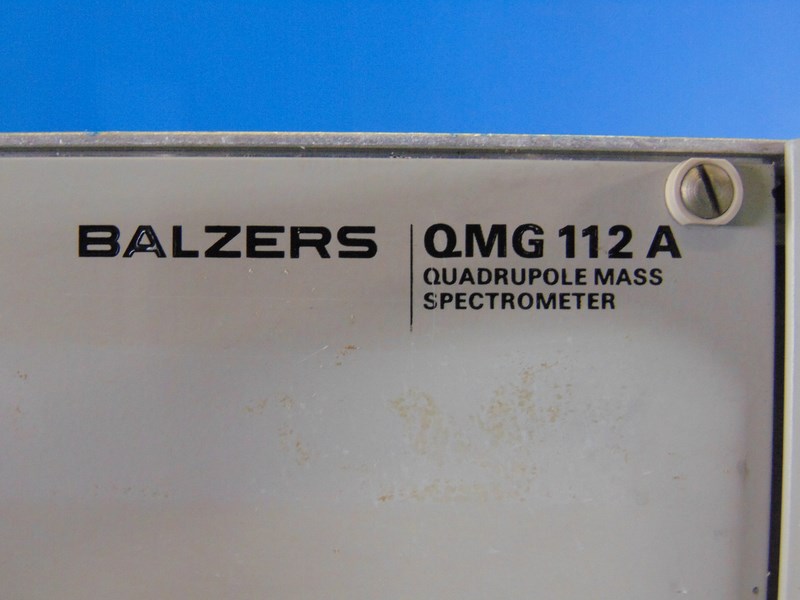 BALZERS
QMG 112 A
QUADRUPOLE MASS
SPECTROMETER